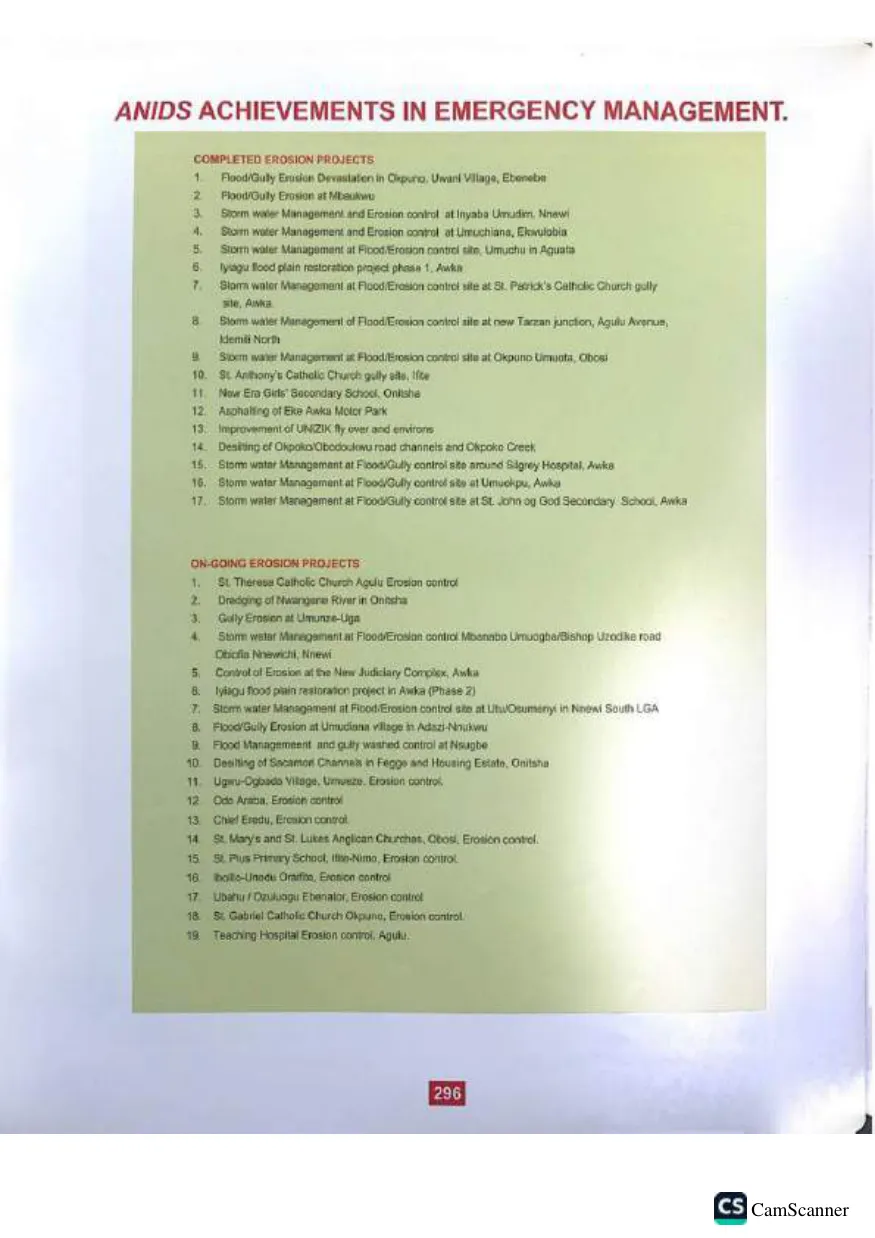 ANIDS ACHIEVEMENTS IN EMERGENCY MANAGEMENT.
COMPLETED EROSION PROJECTS
1. Flood/Gully Erosion Devastation in Okpuno, Uwani Village, Ebenebe
2. Flood/Gully Erosion at Mbaukwu
3. Storm water Management and Erosion control at Inyaba Umudim, Nnewi
4. Storm water Management and Erosion control at Umuchiana, Ekwulobia
5. Storm water Management at Flood/Erosion control site, Umuchu in Aguata
6. Iyiagu flood plain restoration project phase 1, Awka
7. Storm water Management at Flood/Erosion control site at St. Patrick's Catholic Church gully
site, Awka.
8. Storm water Management of Flood/Erosion control site at new Tarzan junction, Agulu Avenue,
Idemili North
9. Storm water Management at Flood/Erosion control site at Okpuno Umuota, Obosi
10. St. Anthony's Catholic Church gully site, Ifite
11. New Era Girls' Secondary School, Onitsha
12. Asphalting of Eke Awka Motor Park
13. Improvement of UNIZIK fly over and environs
14. Desilting of Okpoko/Obodoukwu road channels and Okpoko Creek
15. Storm water Management at Flood/Gully control site around Silgrey Hospital, Awka
16. Storm water Management at Flood/Gully control site at Umuokpu, Awka
17. Storm water Management at Flood/Gully control site at St. John og God Secondary School, Awka
ON-GOING EROSION PROJECTS
1. St. Theresa Catholic Church Agulu Erosion control
2. Dredging of Nwangene River in Onitsha
3. Gully Erosion at Umunze-Uga
4. Storm water Management at Flood/Erosion control Mbanabo Umuogba/Bishop Uzodike road
Obiofia Nnewichi, Nnewi
5. Control of Erosion at the New Judiciary Complex, Awka
6. Iyiagu flood plain restoration project in Awka (Phase 2)
7. Storm water Management at Flood/Erosion control site at Utu/Osumenyi in Nnewi South LGA
8. Flood/Gully Erosion at Umudiana village in Adazi-Nnukwu
9. Flood Managemeent and gully washed control at Nsugbe
10. Desilting of Sacamori Channels in Fegge and Housing Estate, Onitsha
11. Ugwu-Ogbada Village, Umueze, Erosion control.
12. Odo Araba, Erosion control
13. Chief Eredu, Erosion control.
14. St. Mary's and St. Lukes Anglican Churches, Obosi, Erosion control.
15. St. Pius Primary School, Ifite-Nimo, Erosion control.
16. Ibollo-Unodu Oraifite, Erosion control
17. Ubahu / Ozuluogu Ebenator, Erosion control
18. St. Gabriel Catholic Church Okpuno, Erosion control.
19. Teaching Hospital Erosion control, Agulu.
296
CS CamScanner